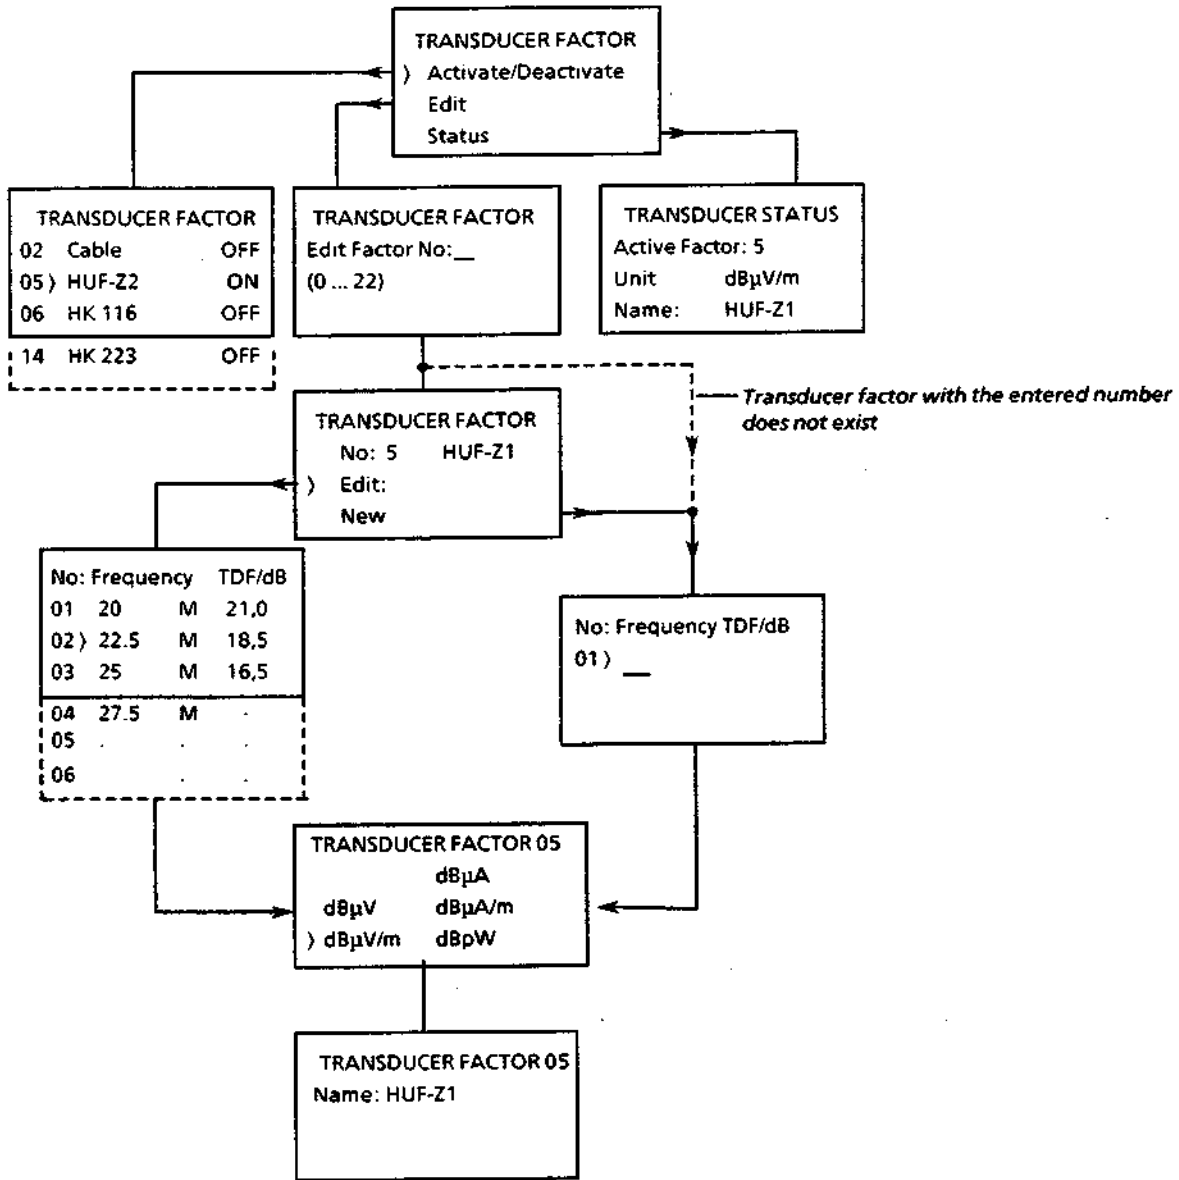 TRANSDUCER FACTOR
⟩ Activate/Deactivate
Edit
Status
TRANSDUCER FACTOR
02 Cable OFF
05 ⟩ HUF-Z2 ON
06 HK 116 OFF
14 HK 223 OFF
TRANSDUCER FACTOR
Edit Factor No:__
(0 ... 22)
TRANSDUCER STATUS
Active Factor: 5
Unit dBµV/m
Name: HUF-Z1
Transducer factor with the entered number
does not exist
TRANSDUCER FACTOR
No: 5 HUF-Z1
⟩ Edit:
New
No: Frequency TDF/dB
01 20 M 21,0
02 ⟩ 22.5 M 18,5
03 25 M 16,5
04 27.5 M .
05 . . .
06 . .
No: Frequency TDF/dB
01 ⟩ __
TRANSDUCER FACTOR 05
dBµA
dBµV dBµA/m
⟩ dBµV/m dBpW
TRANSDUCER FACTOR 05
Name: HUF-Z1